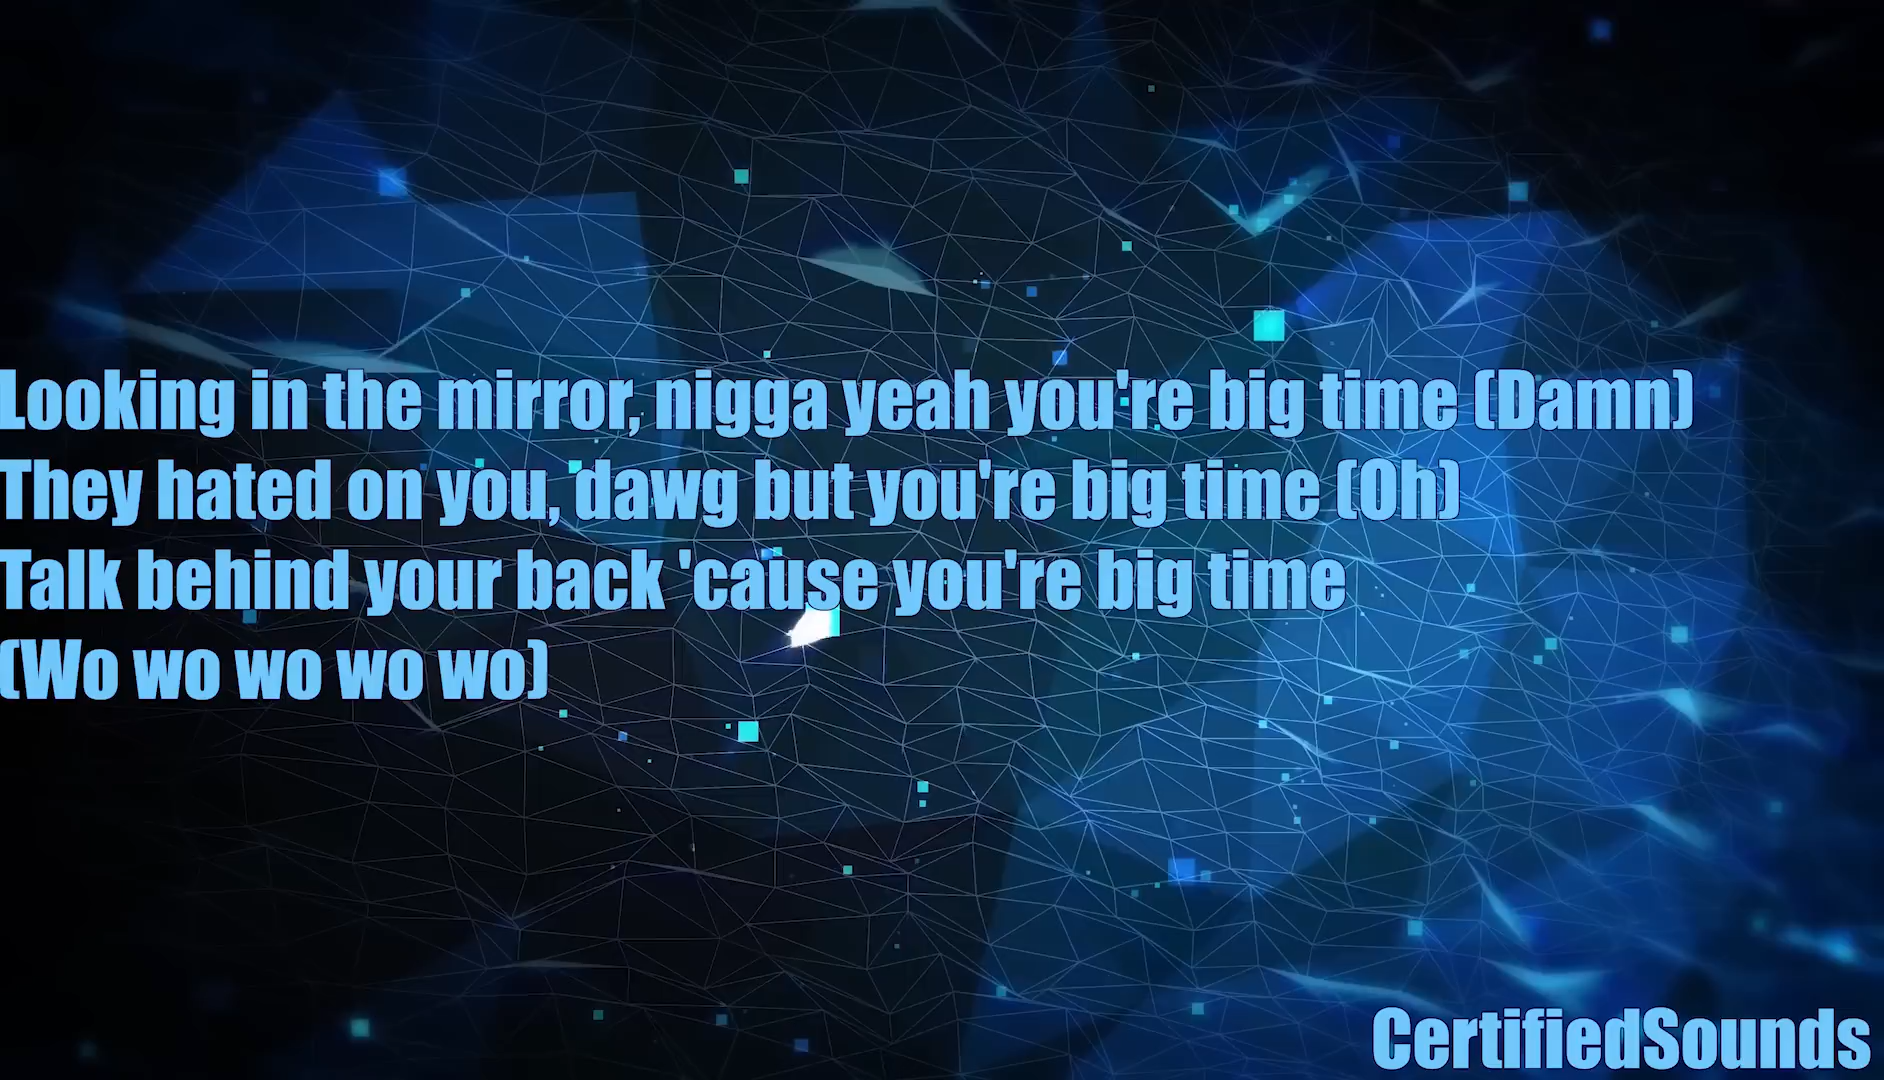 Looking in the mirror, nigga yeah you're big time (Damn)
They hated on you, dawg but you're big time (Oh)
Talk behind your back 'cause you're big time
(Wo wo wo wo wo)
CertifiedSounds